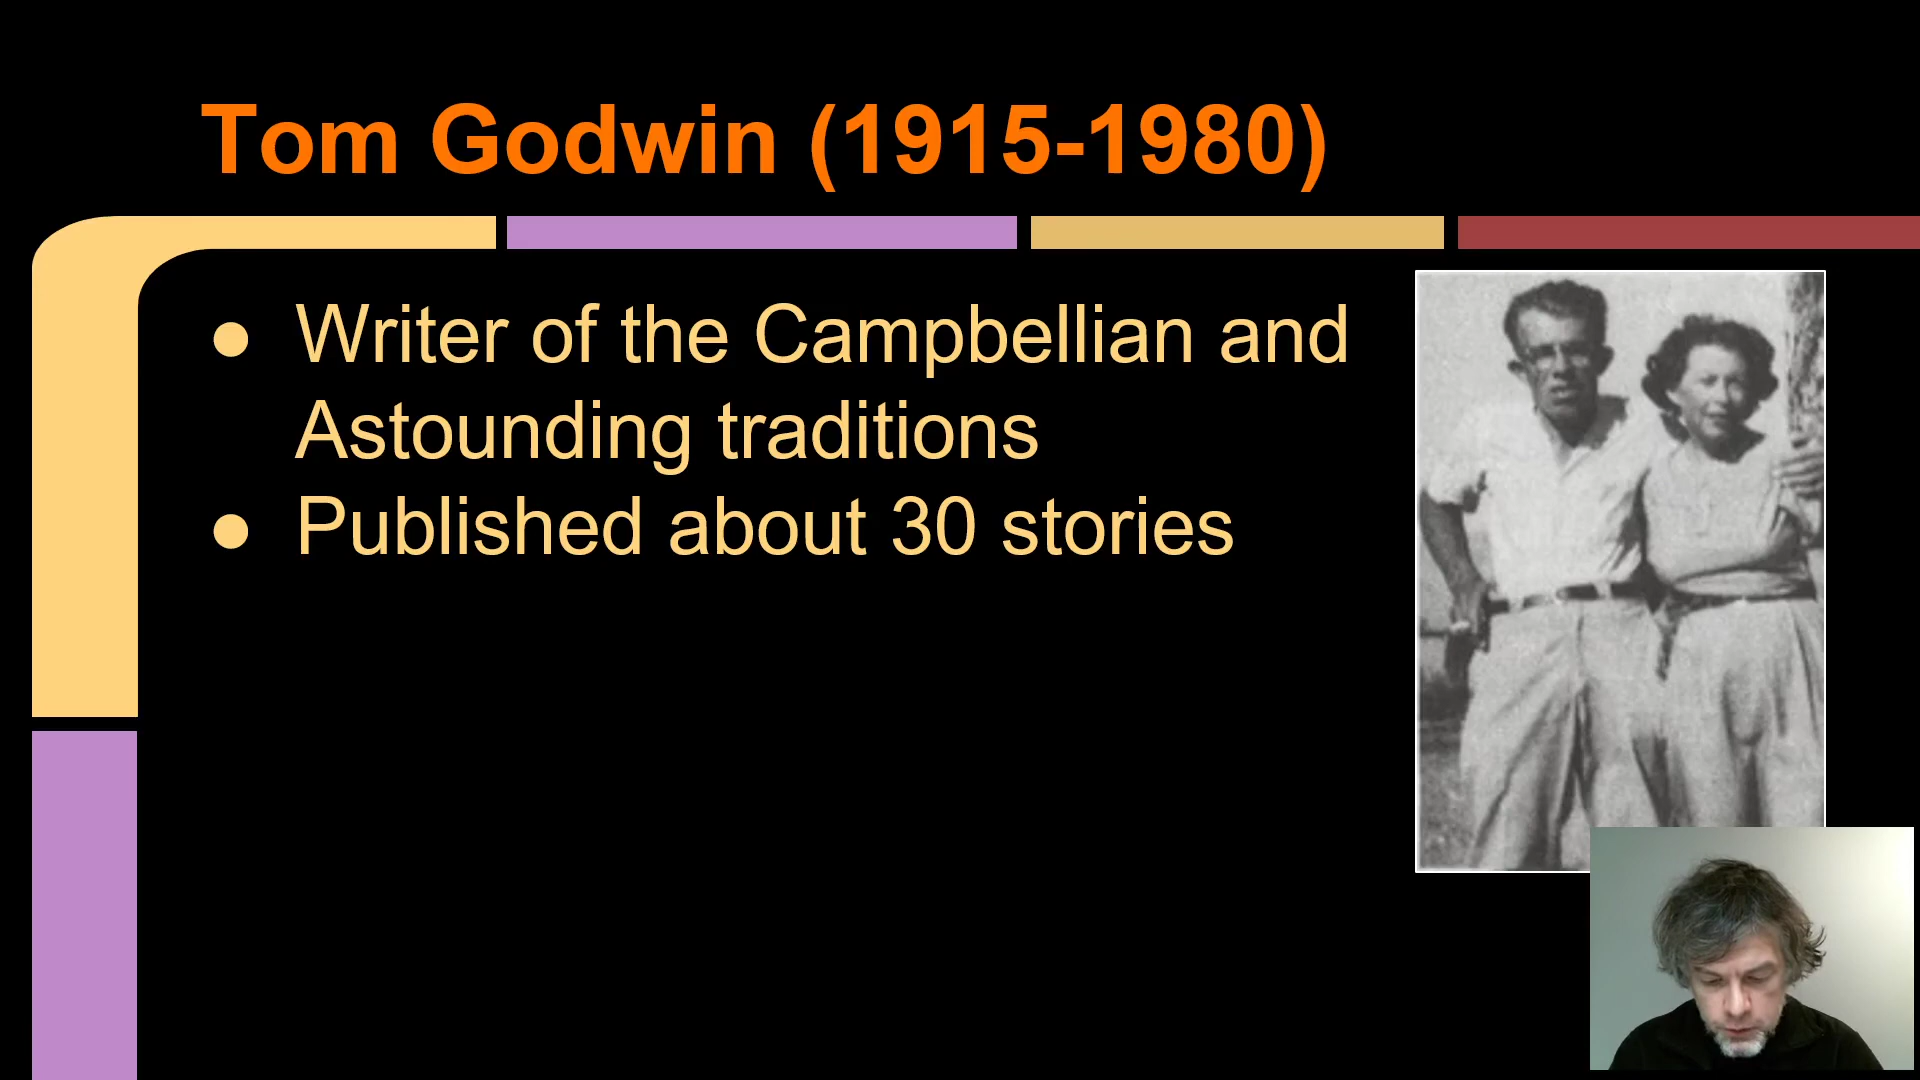 Tom Godwin (1915-1980)
● Writer of the Campbellian and
Astounding traditions
● Published about 30 stories